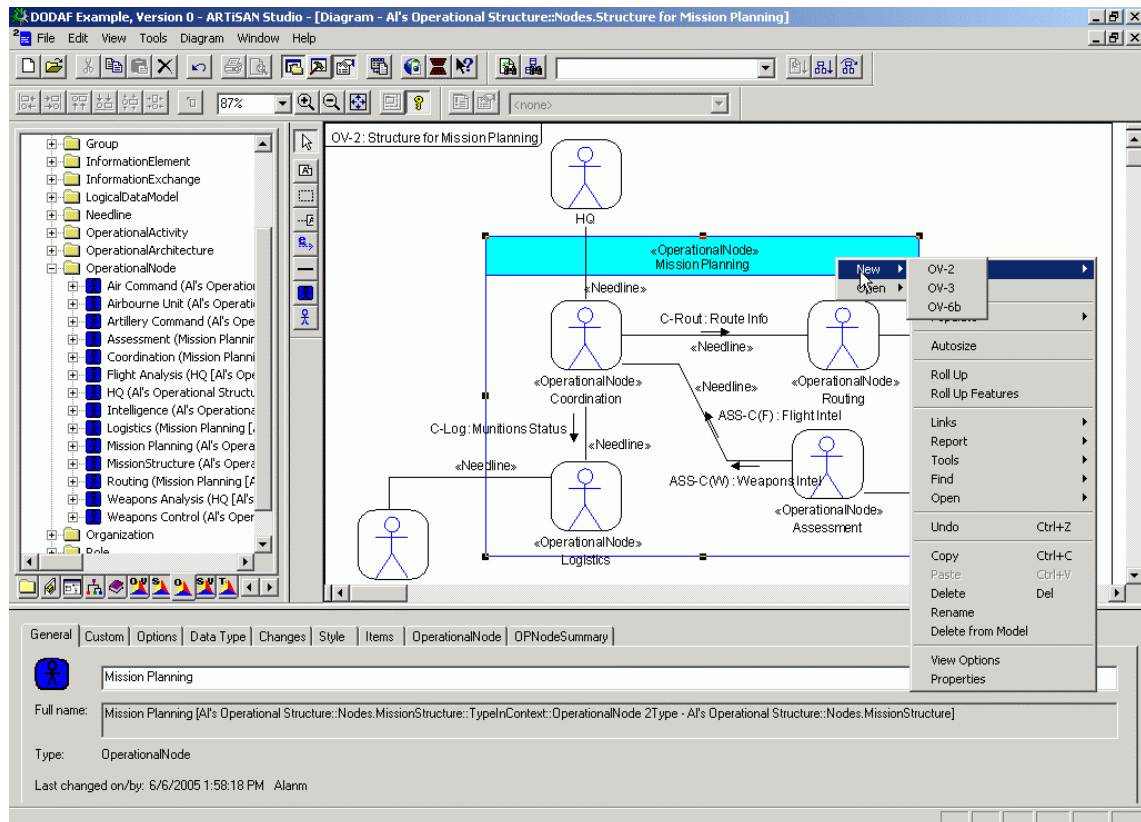 DODAF Example, Version 0 - ARTiSAN Studio - [Diagram - Al's Operational Structure::Nodes.Structure for Mission Planning]
File Edit View Tools Diagram Window Help
87%
<none>
Group
InformationElement
InformationExchange
LogicalDataModel
Needline
OperationalActivity
OperationalArchitecture
OperationalNode
Air Command (Al's Operation
Airbourne Unit (Al's Operati
Artillery Command (Al's Ope
Assessment (Mission Plannin
Coordination (Mission Planni
Flight Analysis (HQ [Al's Ope
HQ (Al's Operational Structu
Intelligence (Al's Operationa
Logistics (Mission Planning [
Mission Planning (Al's Opera
MissionStructure (Al's Opera
Routing (Mission Planning [A
Weapons Analysis (HQ [Al's
Weapons Control (Al's Oper
Organization
Role
OV-2: Structure for Mission Planning
HQ
«OperationalNode»
Mission Planning
«Needline»
C-Rout: Route Info
«Needline»
«OperationalNode»
Coordination
«Needline»
«OperationalNode»
Routing
ASS-C(F) : Flight Intel
C-Log: Munitions Status
«Needline»
«Needline»
ASS-C(W) : Weapons Intel
«OperationalNode»
Assessment
«OperationalNode»
Logistics
New
Open
OV-2
OV-3
OV-6b
Populate
Autosize
Roll Up
Roll Up Features
Links
Report
Tools
Find
Open
Undo Ctrl+Z
Copy Ctrl+C
Paste Ctrl+V
Delete Del
Rename
Delete from Model
View Options
Properties
General Custom Options Data Type Changes Style Items OperationalNode OPNodeSummary
Mission Planning
Full name: Mission Planning [Al's Operational Structure::Nodes.MissionStructure::TypeInContext::OperationalNode 2Type - Al's Operational Structure::Nodes.MissionStructure]
Type: OperationalNode
Last changed on/by: 6/6/2005 1:58:18 PM Alanm